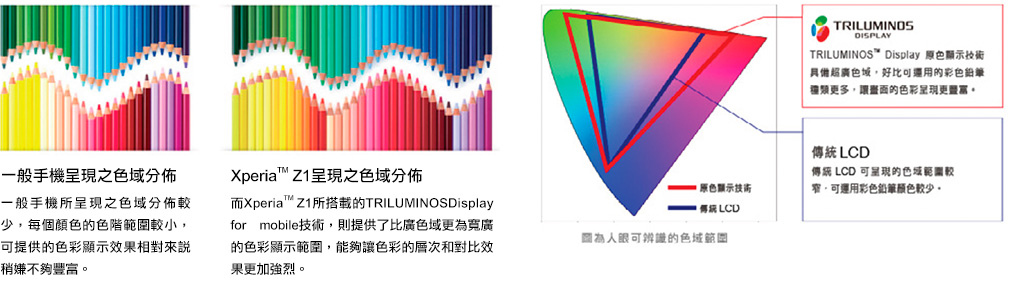 一般手機呈現之色域分佈
一般手機所呈現之色域分佈較
少，每個顏色的色階範圍較小，
可提供的色彩顯示效果相對來説
稍嫌不夠豐富。
Xperia™ Z1呈現之色域分佈
而Xperia™ Z1所搭載的TRILUMINOSDisplay
for mobile技術，則提供了比廣色域更為寬廣
的色彩顯示範圍，能夠讓色彩的層次和對比效
果更加強烈。
原色顯示技術
傳統 LCD
圖為人眼可辨識的色域範圍
TRILUMINOS
DISPLAY
TRILUMINOS™ Display 原色顯示技術
具備超廣色域，好比可運用的彩色鉛筆
種類更多，讓畫面的色彩呈現更豐富。
傳統 LCD
傳統 LCD 可呈現的色域範圍較
窄，可運用彩色鉛筆顏色較少。